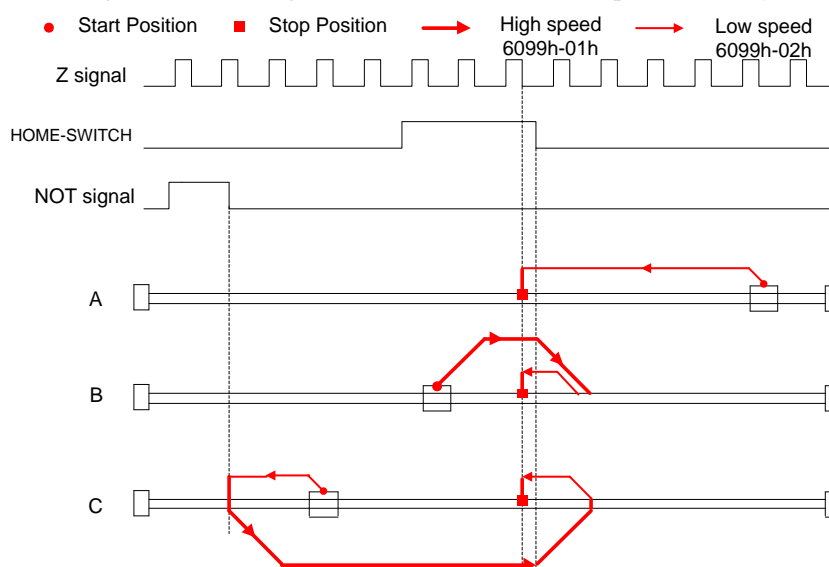 Start Position
Stop Position
High speed
6099h-01h
Low speed
6099h-02h
Z signal
HOME-SWITCH
NOT signal
A
B
C